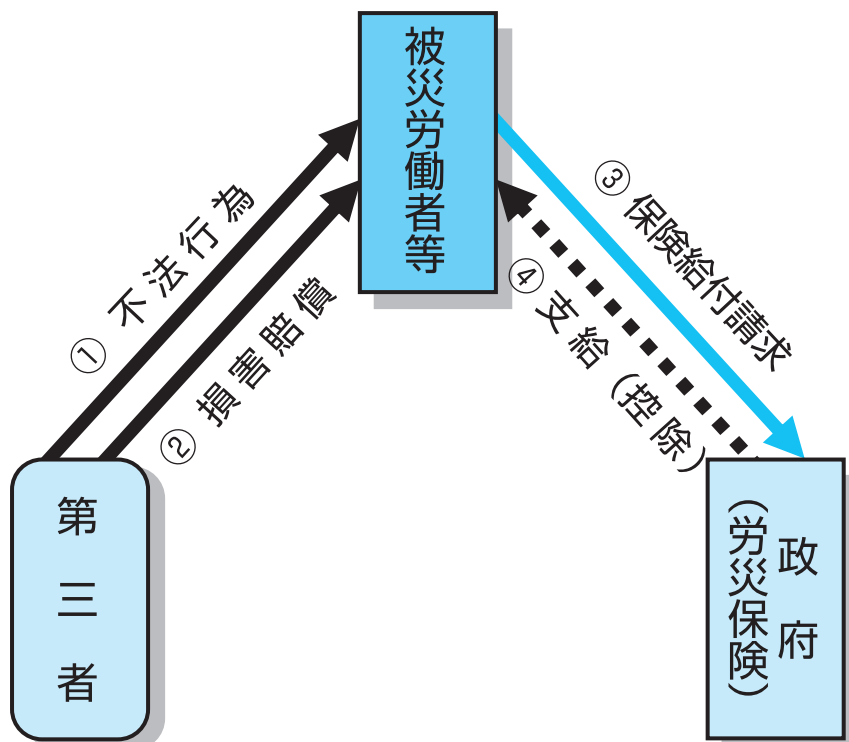 被災労働者等
① 不法行為
② 損害賠償
③ 保険給付請求
④ 支給（控除）
第三者
政府
（労災保険）